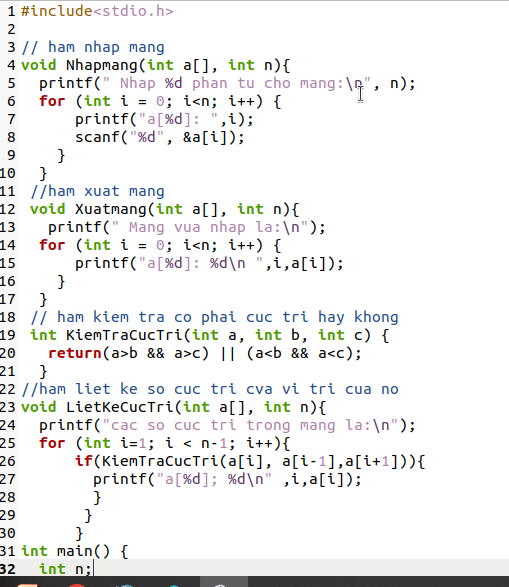 1 #include<stdio.h>
2
3 // ham nhap mang
4 void Nhapmang(int a[], int n){
5   printf(" Nhap %d phan tu cho mang:\n", n);
6   for (int i = 0; i<n; i++) {
7       printf("a[%d]: ",i);
8       scanf("%d", &a[i]);
9     }
10   }
11  //ham xuat mang
12  void Xuatmang(int a[], int n){
13    printf(" Mang vua nhap la:\n");
14   for (int i = 0; i<n; i++) {
15       printf("a[%d]: %d\n ",i,a[i]);
16     }
17   }
18  // ham kiem tra co phai cuc tri hay khong
19  int KiemTraCucTri(int a, int b, int c) {
20    return(a>b && a>c) || (a<b && a<c);
21   }
22 //ham liet ke so cuc tri cva vi tri cua no
23 void LietKeCucTri(int a[], int n){
24   printf("cac so cuc tri trong mang la:\n");
25   for (int i=1; i < n-1; i++){
26       if(KiemTraCucTri(a[i], a[i-1],a[i+1])){
27         printf("a[%d]; %d\n" ,i,a[i]);
28         }
29        }
30       }
31 int main() {
32   int n;